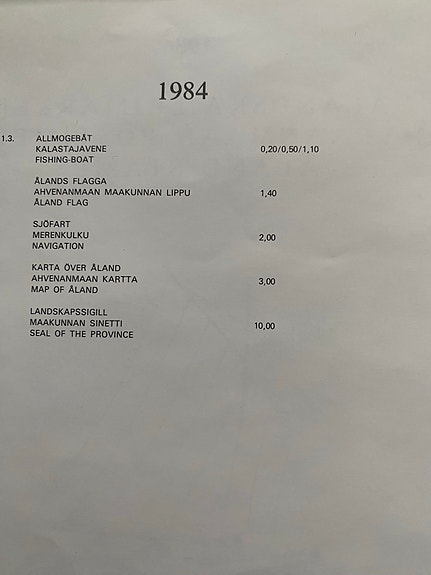 1984
1.3. ALLMOGEBÅT
KALASTAJAVENE 0,20/0,50/1,10
FISHING-BOAT
ÅLANDS FLAGGA
AHVENANMAAN MAAKUNNAN LIPPU 1,40
ÅLAND FLAG
SJÖFART
MERENKULKU 2,00
NAVIGATION
KARTA ÖVER ÅLAND
AHVENANMAAN KARTTA 3,00
MAP OF ÅLAND
LANDSKAPSSIGILL
MAAKUNNAN SINETTI 10,00
SEAL OF THE PROVINCE